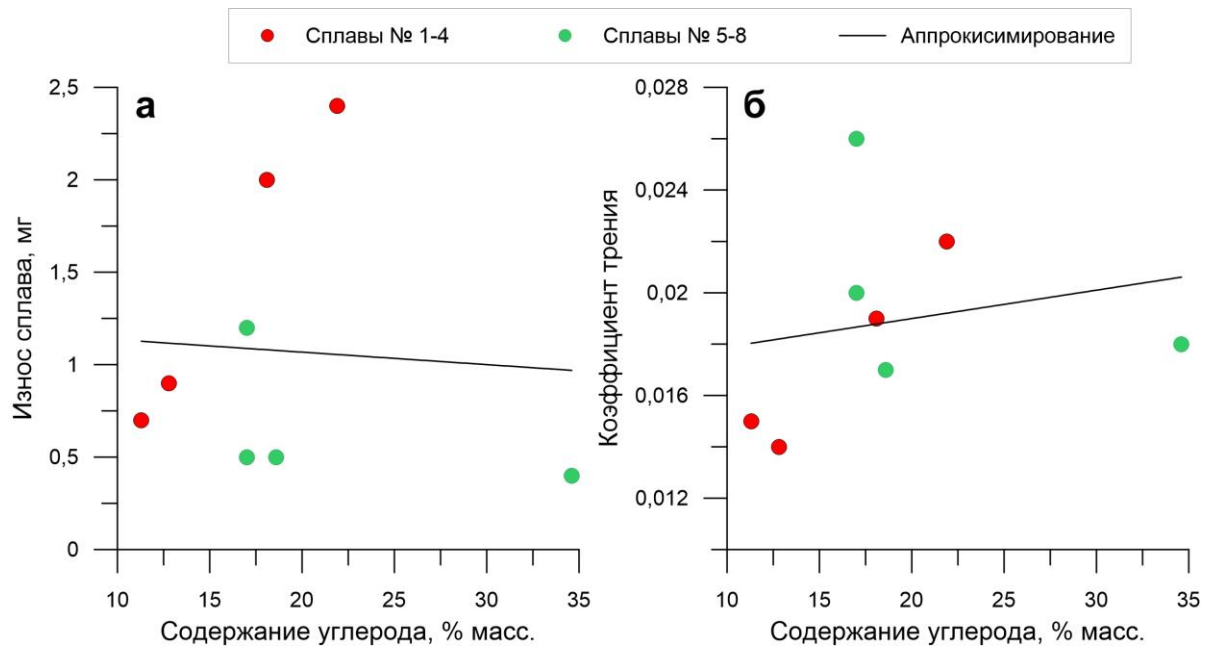 Сплавы № 1-4
Сплавы № 5-8
Аппрокисимирование
а
2,5
2
1,5
1
0,5
0
Износ сплава, мг
10
15
20
25
30
35
Содержание углерода, % масс.
б
0,028
0,024
0,02
0,016
0,012
Коэффициент трения
10
15
20
25
30
35
Содержание углерода, % масс.